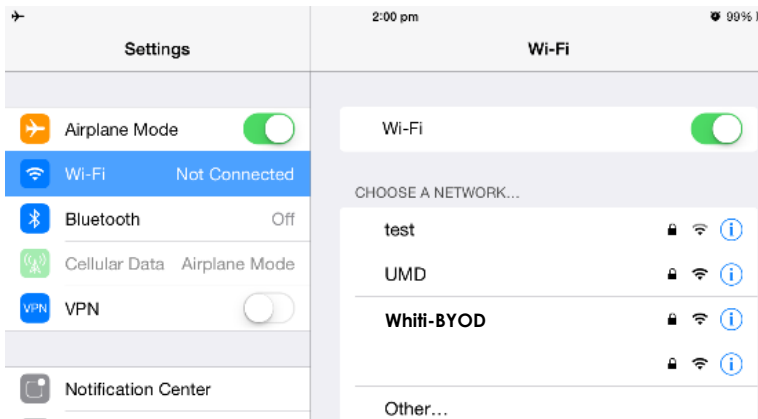 2:00 pm
99%
Settings
Wi-Fi
Airplane Mode
Wi-Fi Not Connected
Bluetooth Off
Cellular Data Airplane Mode
VPN VPN
Notification Center
Wi-Fi
CHOOSE A NETWORK...
test
UMD
Whiti-BYOD
Other...